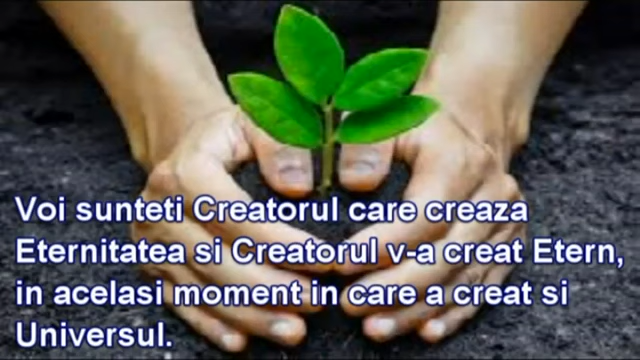 Voi sunteti Creatorul care creaza
Eternitatea si Creatorul v-a creat Etern,
in acelasi moment in care a creat si
Universul.